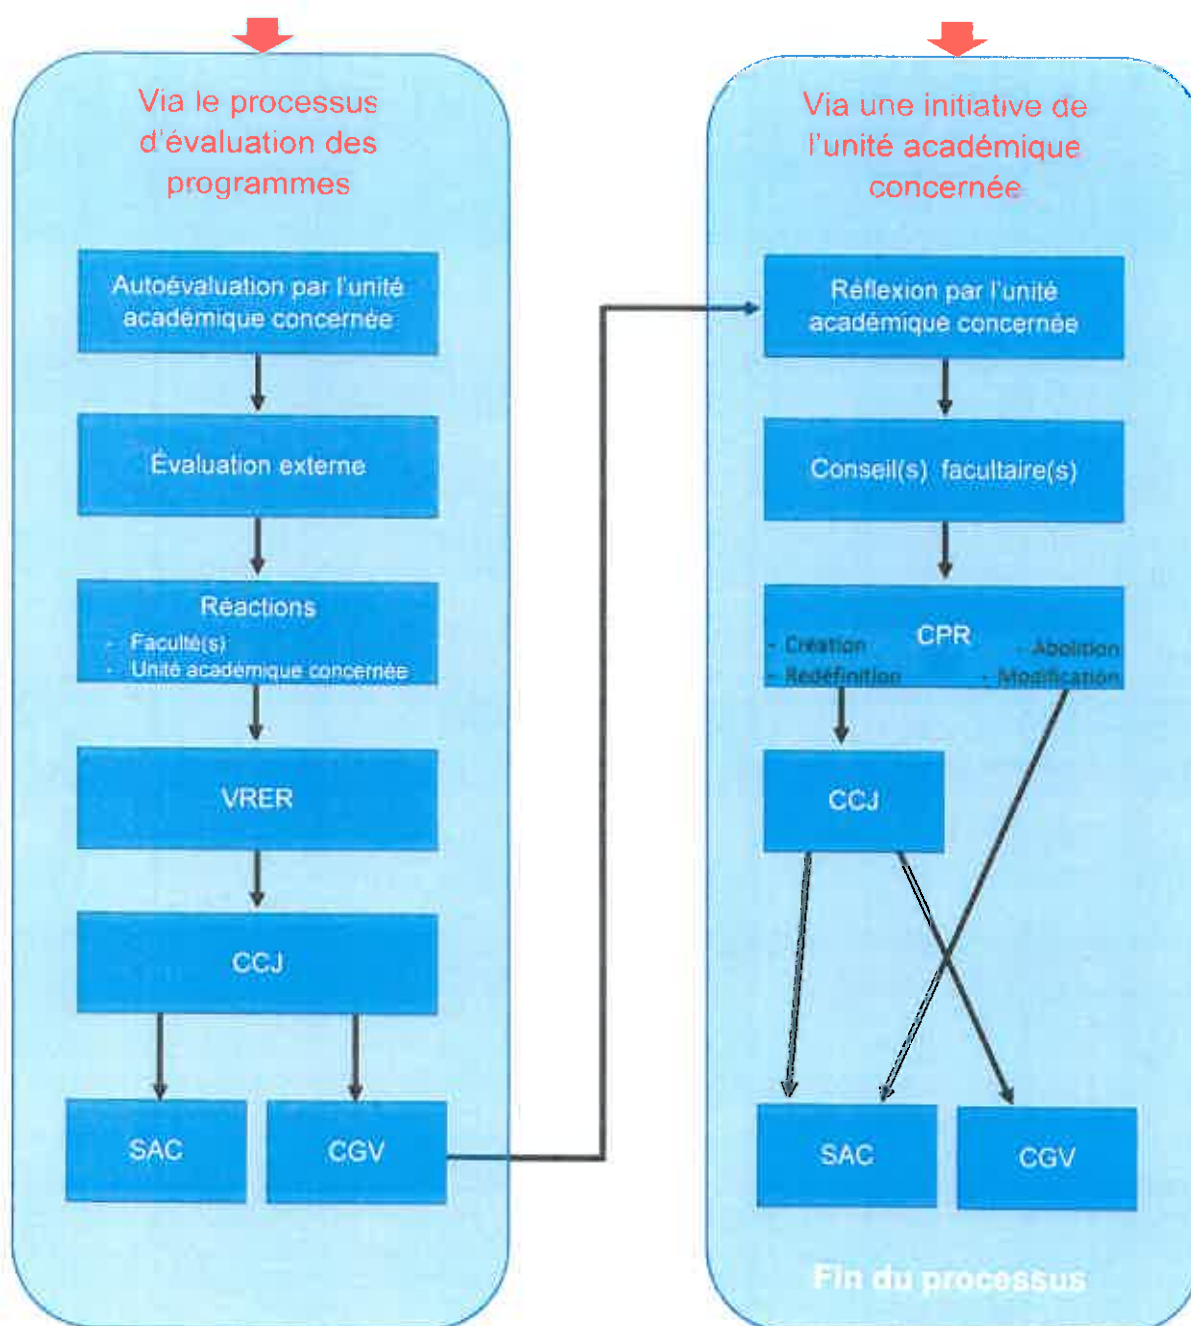 Via le processus
d'évaluation des
programmes
Autoévaluation par l'unité
académique concernée
Évaluation externe
Réactions
- Faculté(s)
- Unité académique concernée
VRER
CCJ
SAC
CGV
Via une initiative de
l'unité académique
concernée
Réflexion par l'unité
académique concernée
Conseil(s) facultaire(s)
CPR
- Création
- Redéfinition
- Abolition
- Modification
CCJ
SAC
CGV
Fin du processus